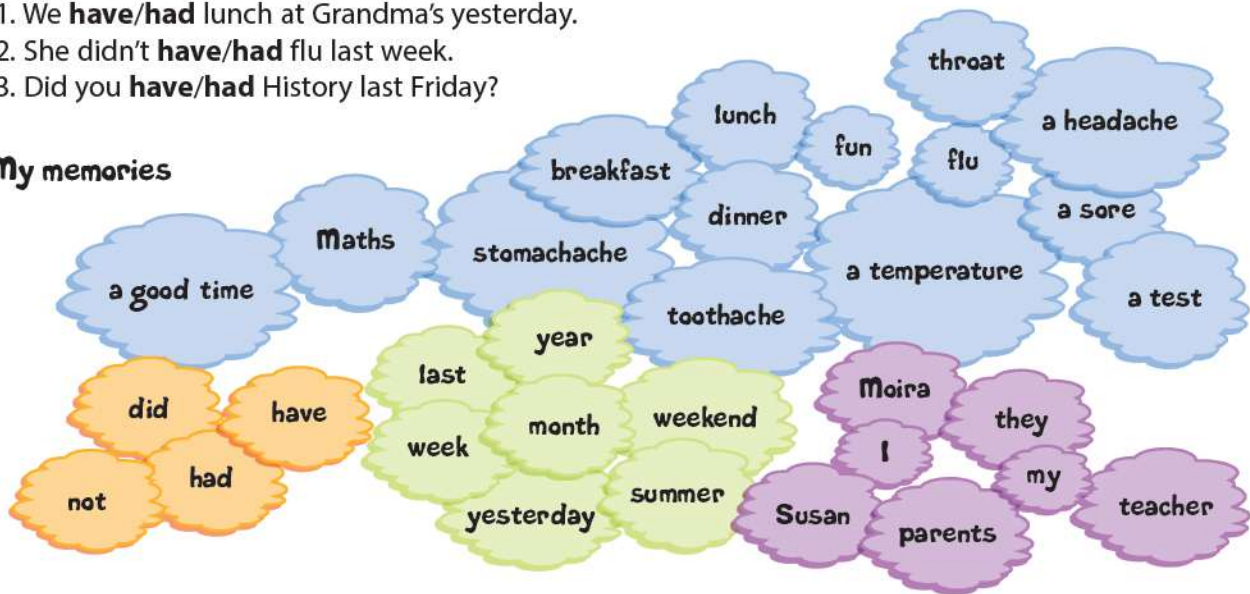 1. We have/had lunch at Grandma's yesterday.
2. She didn't have/had flu last week.
3. Did you have/had History last Friday?
My memories
throat
lunch
a headache
fun
flu
breakfast
dinner
a sore
Maths
stomachache
a temperature
a good time
a test
toothache
year
last
Moira
did
have
month
weekend
they
week
I
had
my
not
summer
yesterday
Susan
teacher
parents